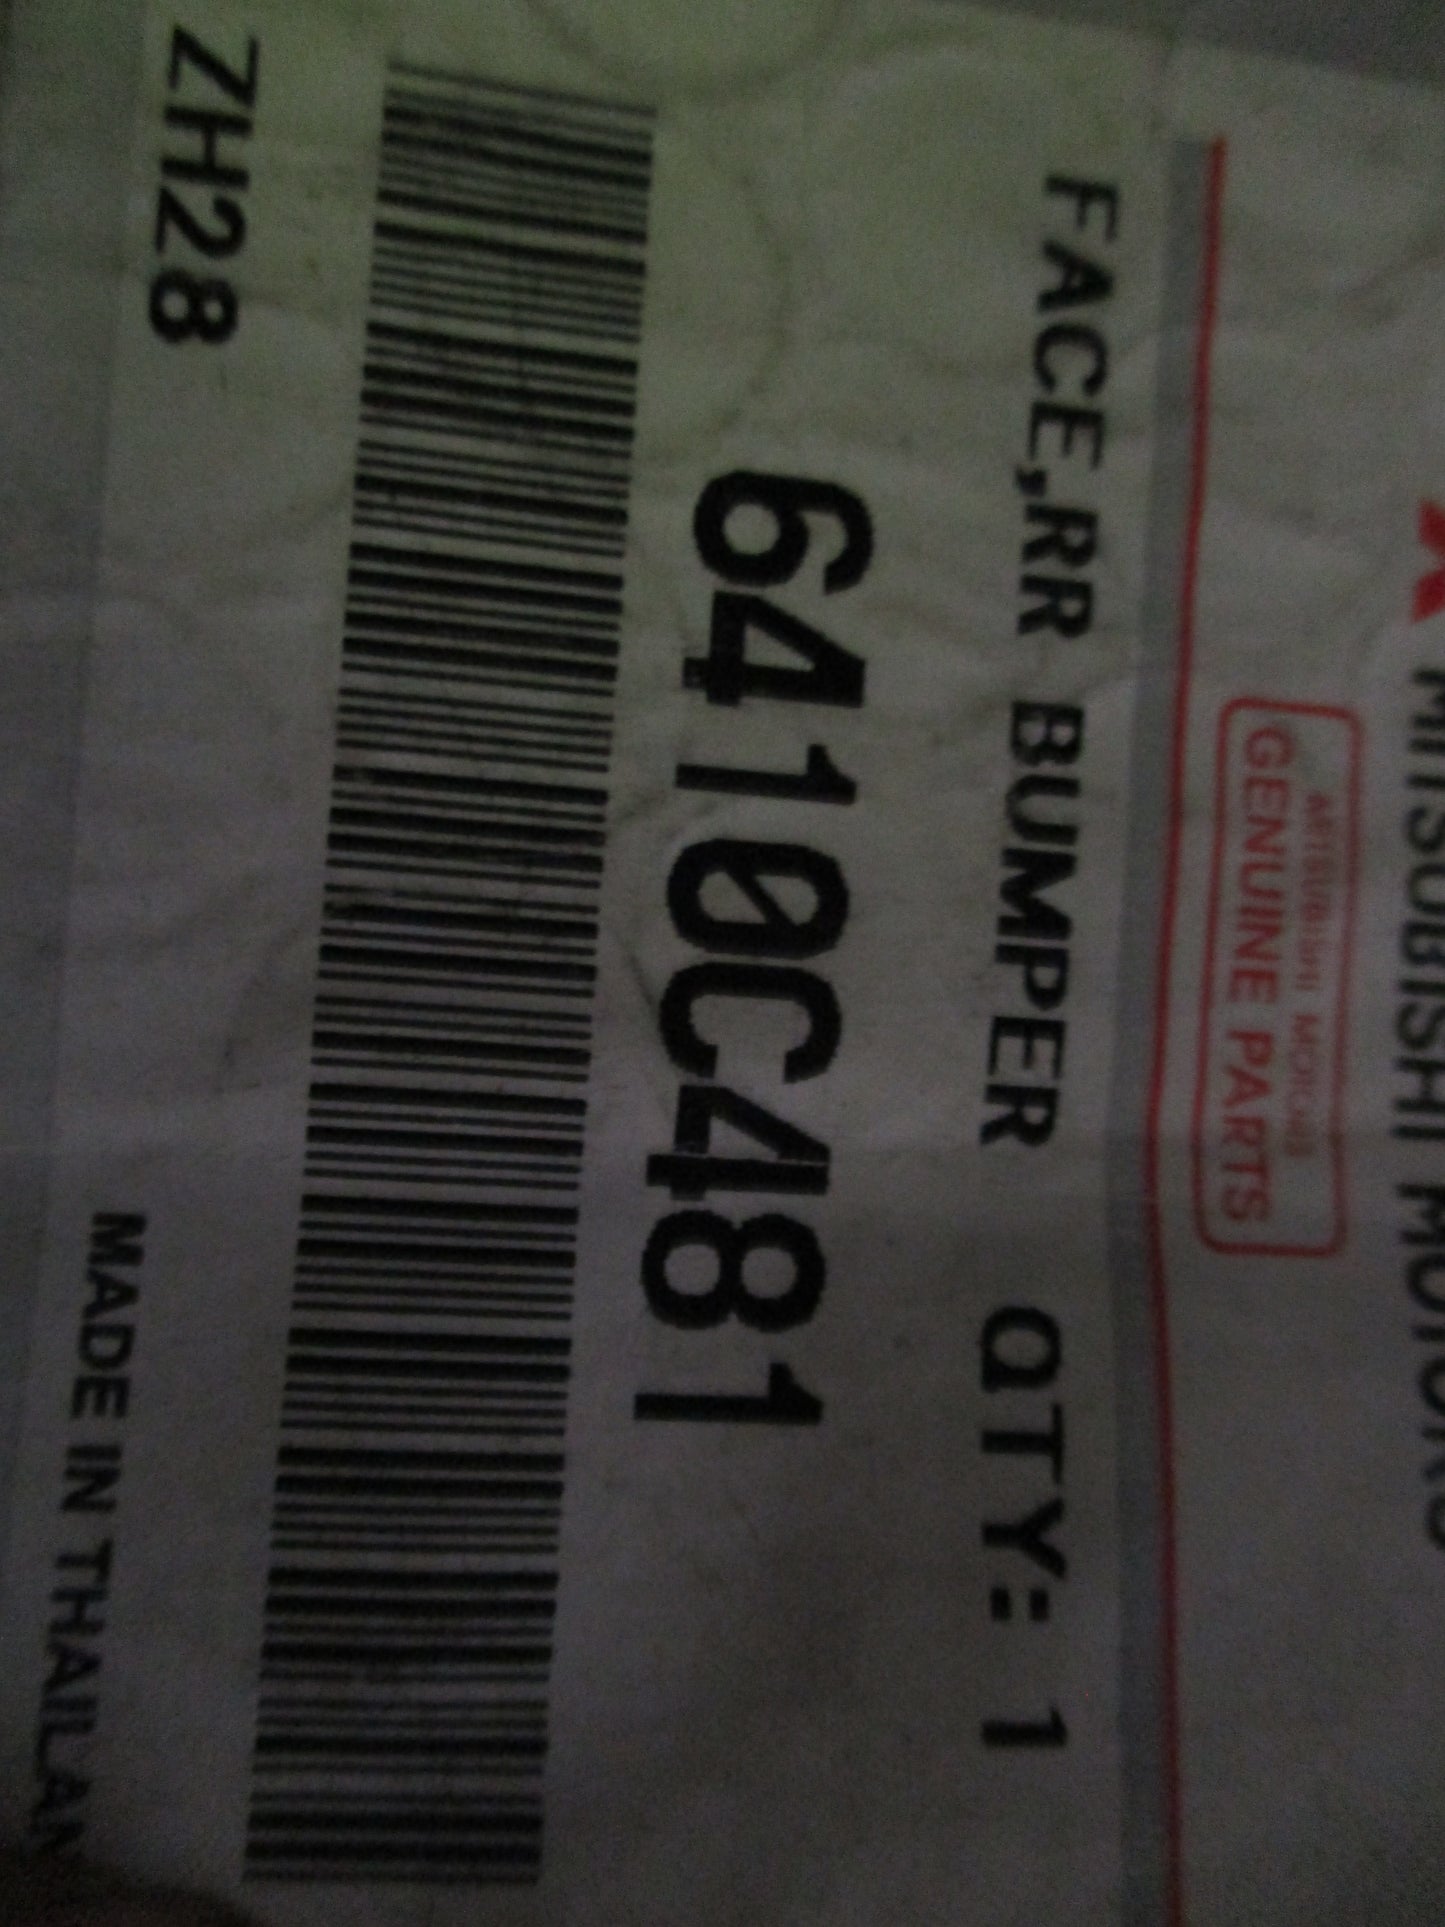 MITSUBISHI MOTORS
MITSUBISHI MOTORS
GENUINE PARTS
FACE,RR BUMPER QTY: 1
6410C481
ZH28 MADE IN THAILAN